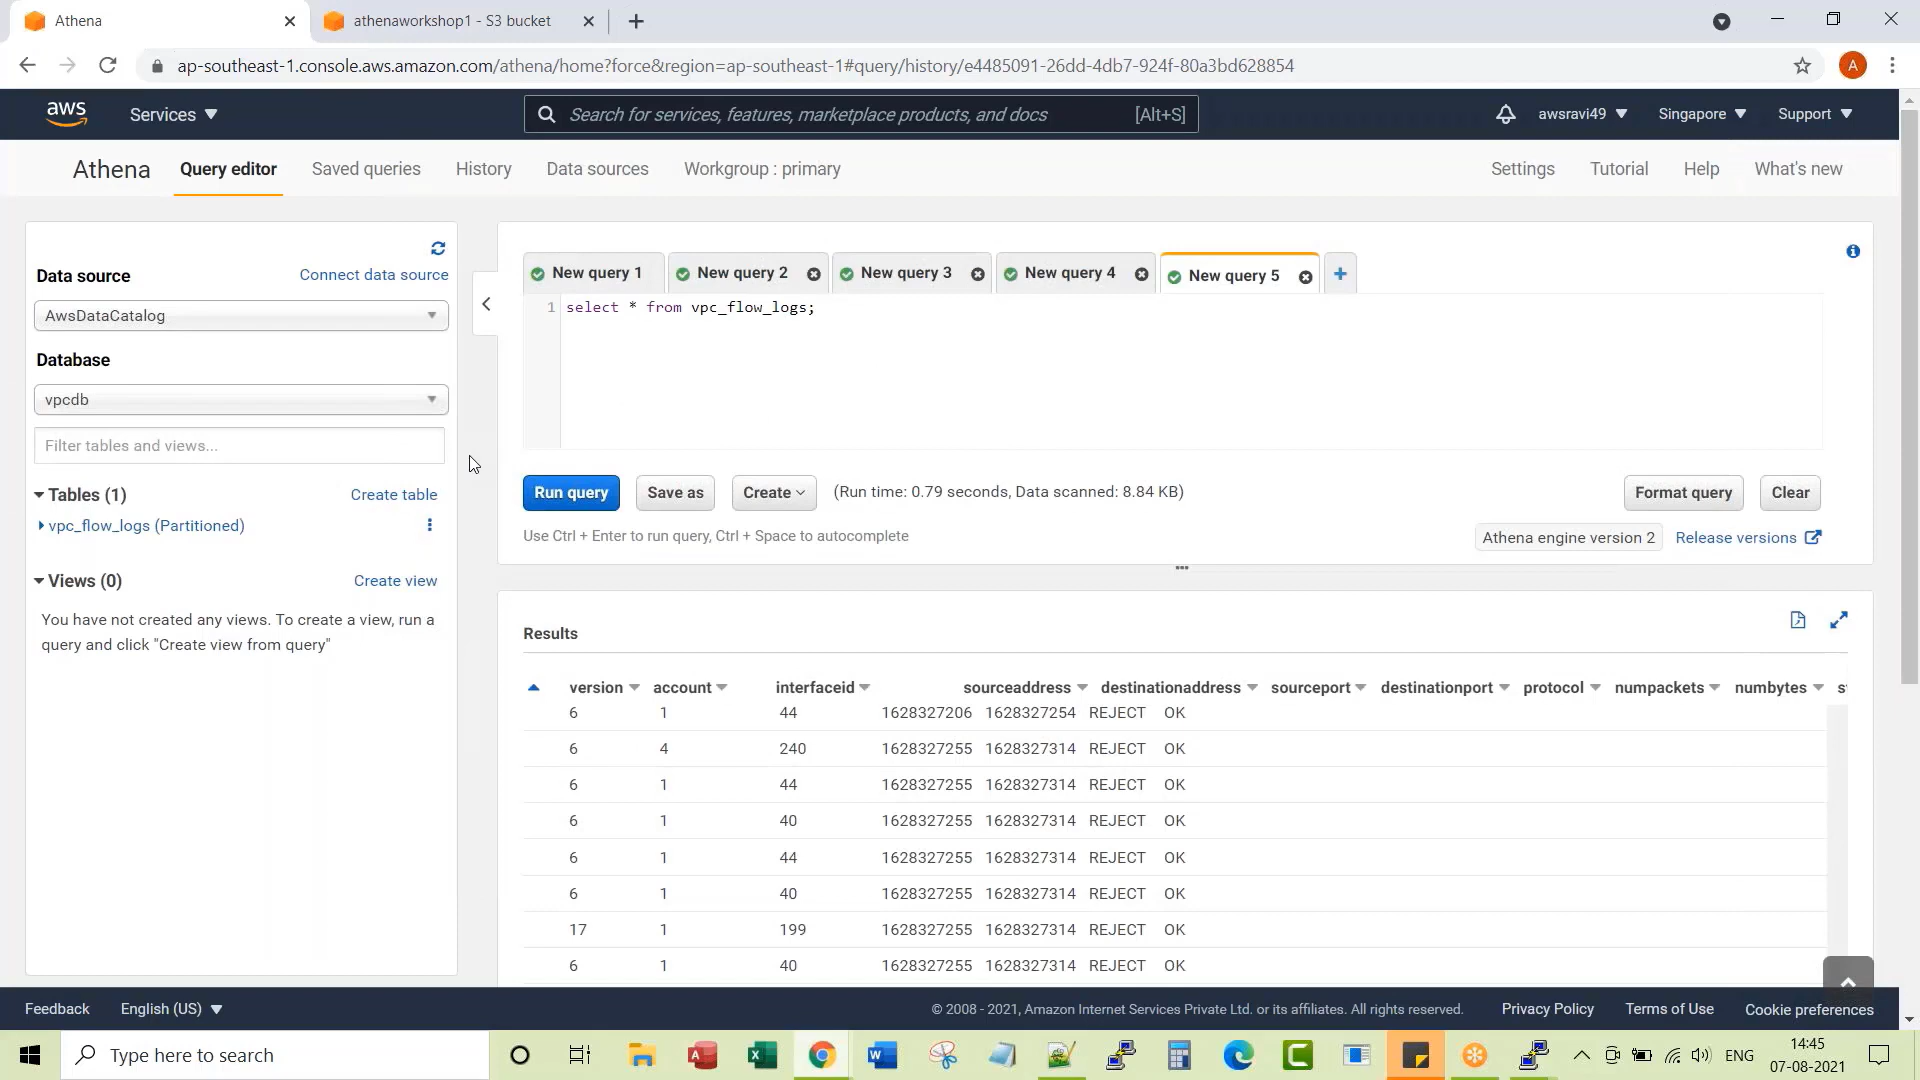 Athena
athenaworkshop1 - S3 bucket
ap-southeast-1.console.aws.amazon.com/athena/home?force&region=ap-southeast-1#query/history/e4485091-26dd-4db7-924f-80a3bd628854
A
aws
Services
Search for services, features, marketplace products, and docs
[Alt+S]
awsravi49
Singapore
Support
Athena
Query editor
Saved queries
History
Data sources
Workgroup : primary
Settings
Tutorial
Help
What's new
Data source
Connect data source
AwsDataCatalog
Database
vpcdb
Filter tables and views...
Tables (1)
Create table
vpc_flow_logs (Partitioned)
Views (0)
Create view
You have not created any views. To create a view, run a
query and click "Create view from query"
New query 1
New query 2
New query 3
New query 4
New query 5
1 select * from vpc_flow_logs;
Run query
Save as
Create
(Run time: 0.79 seconds, Data scanned: 8.84 KB)
Format query
Clear
Use Ctrl + Enter to run query, Ctrl + Space to autocomplete
Athena engine version 2
Release versions
Results
version account interfaceid sourceaddress destinationaddress sourceport destinationport protocol numpackets numbytes
6 1 44 1628327206 1628327254 REJECT OK
6 4 240 1628327255 1628327314 REJECT OK
6 1 44 1628327255 1628327314 REJECT OK
6 1 40 1628327255 1628327314 REJECT OK
6 1 44 1628327255 1628327314 REJECT OK
6 1 40 1628327255 1628327314 REJECT OK
17 1 199 1628327255 1628327314 REJECT OK
6 1 40 1628327255 1628327314 REJECT OK
Feedback
English (US)
© 2008 - 2021, Amazon Internet Services Private Ltd. or its affiliates. All rights reserved.
Privacy Policy
Terms of Use
Cookie preferences
Type here to search
ENG
14:45
07-08-2021